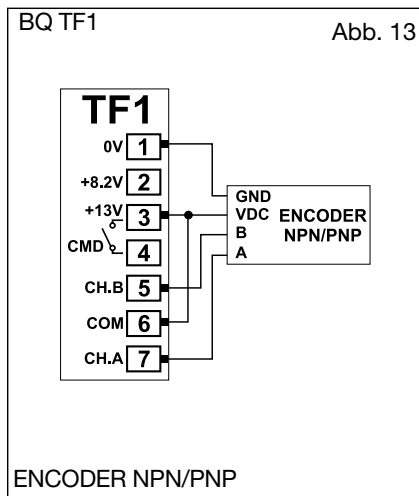 BQ TF1
Abb. 13
TF1
0V 1
+8.2V 2
+13V 3
CMD 4
CH.B 5
COM 6
CH.A 7
GND
VDC
B
A
ENCODER
NPN/PNP
ENCODER NPN/PNP